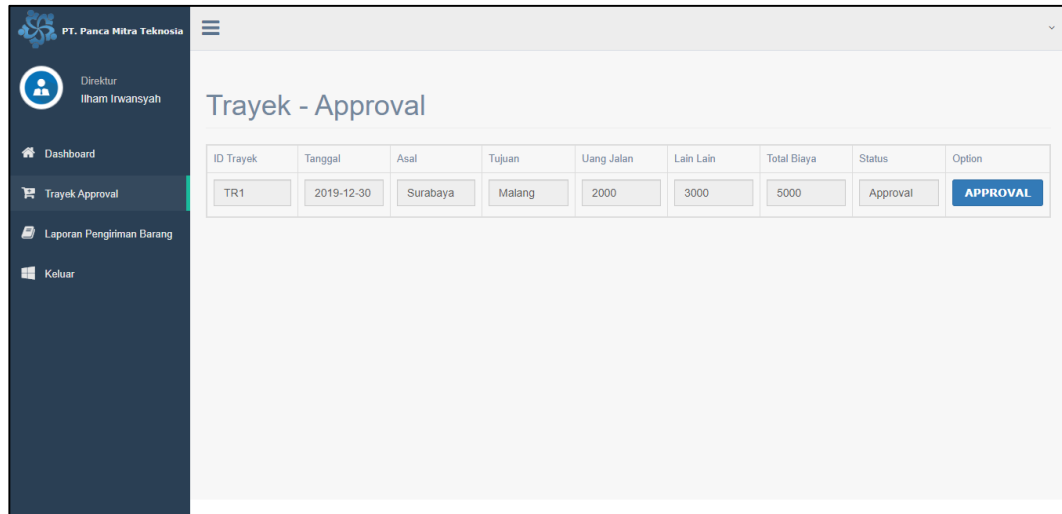 PT. Panca Mitra Teknosia
Direktur
Ilham Irwansyah
Dashboard
Trayek Approval
Laporan Pengiriman Barang
Keluar
Trayek - Approval
ID Trayek Tanggal Asal Tujuan Uang Jalan Lain Lain Total Biaya Status Option
TR1 2019-12-30 Surabaya Malang 2000 3000 5000 Approval APPROVAL